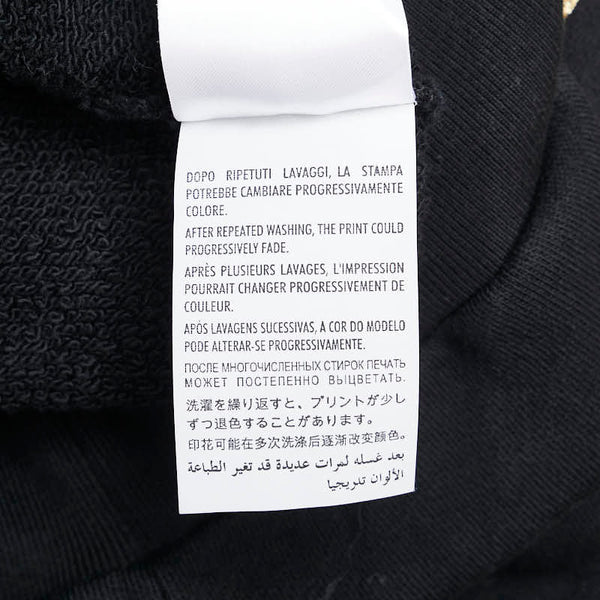 DOPO RIPETUTI LAVAGGI, LA STAMPA
POTREBBE CAMBIARE PROGRESSIVAMENTE
COLORE.
AFTER REPEATED WASHING, THE PRINT COULD
PROGRESSIVELY FADE.
APRÈS PLUSIEURS LAVAGES, L'IMPRESSION
POURRAIT CHANGER PROGRESSIVEMENT DE
COULEUR.
APÓS LAVAGENS SUCESSIVAS, A COR DO MODELO
PODE ALTERAR-SE PROGRESSIVAMENTE.
ПОСЛЕ МНОГОЧИСЛЕННЫХ СТИРОК ПЕЧАТЬ
МОЖЕТ ПОСТЕПЕННО ВЫЦВЕТАТЬ.
洗濯を繰り返すと、プリントが少し
ずつ退色することがあります。
印花可能在多次洗涤后逐渐改变颜色。
بعد غسله لمرات عديدة قد تغير الطباعة
الألوان تدريجيا